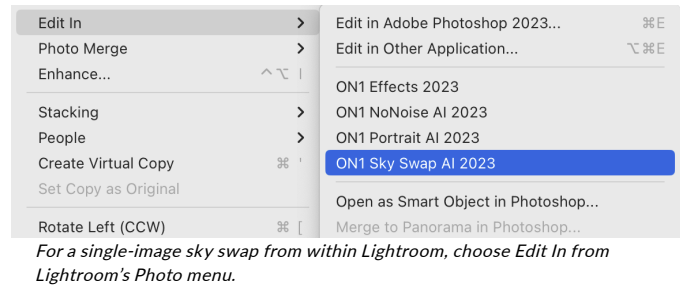 Edit In >
Photo Merge >
Enhance... ^⌥ I
Stacking >
People >
Create Virtual Copy ⌘ '
Set Copy as Original
Rotate Left (CCW) ⌘ [
Edit in Adobe Photoshop 2023... ⌘E
Edit in Other Application... ⌥⌘E
ON1 Effects 2023
ON1 NoNoise AI 2023
ON1 Portrait AI 2023
ON1 Sky Swap AI 2023
Open as Smart Object in Photoshop...
Merge to Panorama in Photoshop...
For a single-image sky swap from within Lightroom, choose Edit In from
Lightroom's Photo menu.